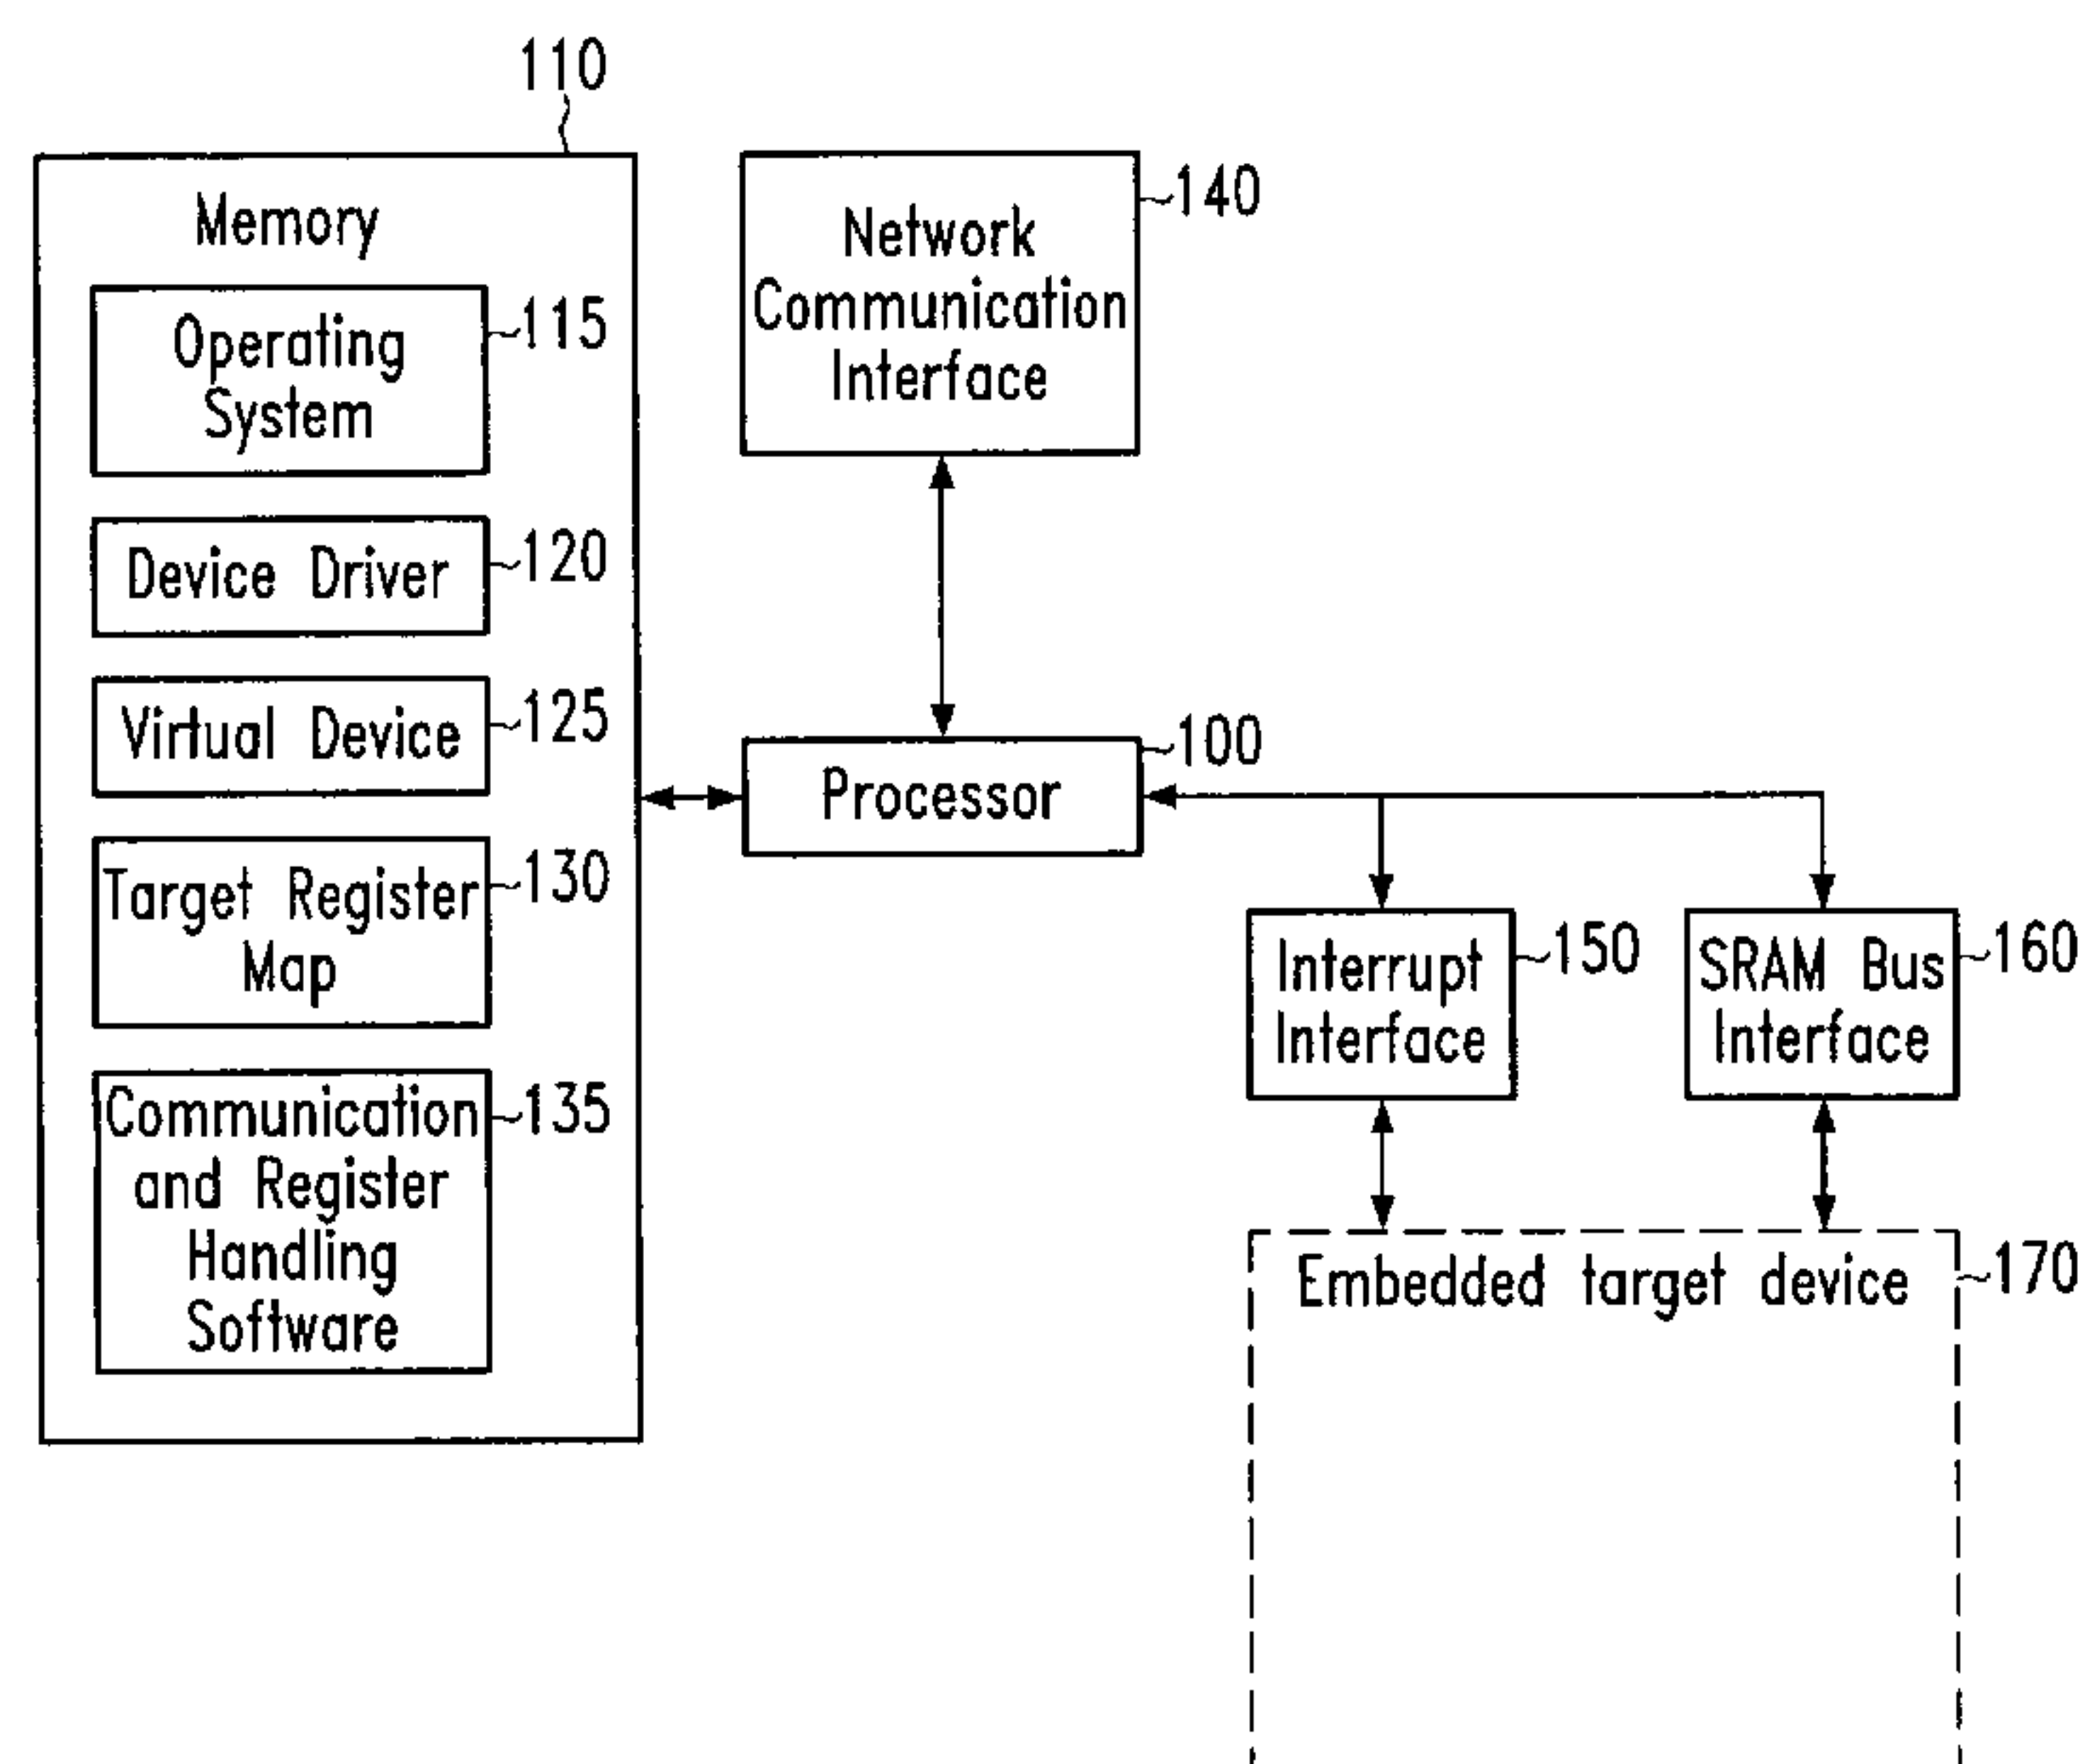 110
Memory
Operating
System
115
Device Driver
120
Virtual Device
125
Target Register
Map
130
Communication
and Register
Handling
Software
135
Network
Communication
Interface
140
Processor
100
Interrupt
Interface
150
SRAM Bus
Interface
160
Embedded target device
170